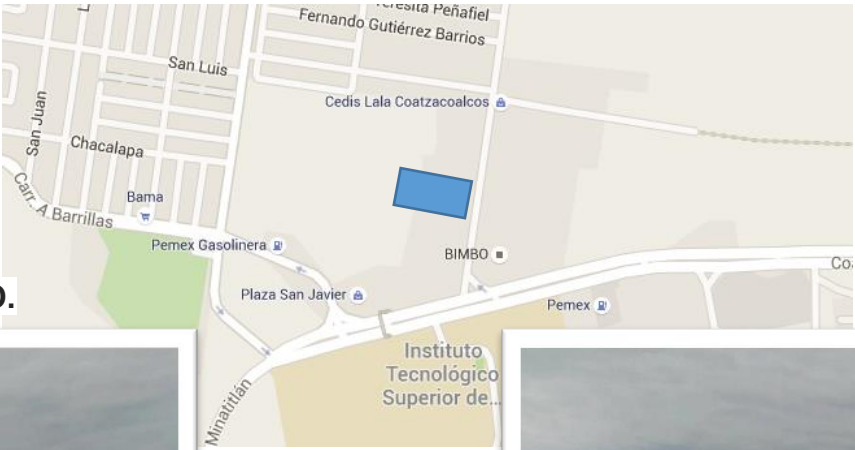 Peñafiel
Fernando Gutiérrez Barrios
San Luis
Cedis Lala Coatzacoalcos
San Juan
Chacalapa
Bama
Carr. A Barrillas
Pemex Gasolinera
BIMBO
Plaza San Javier
Pemex
Instituto
Tecnológico
Superior de...
Minatitlán